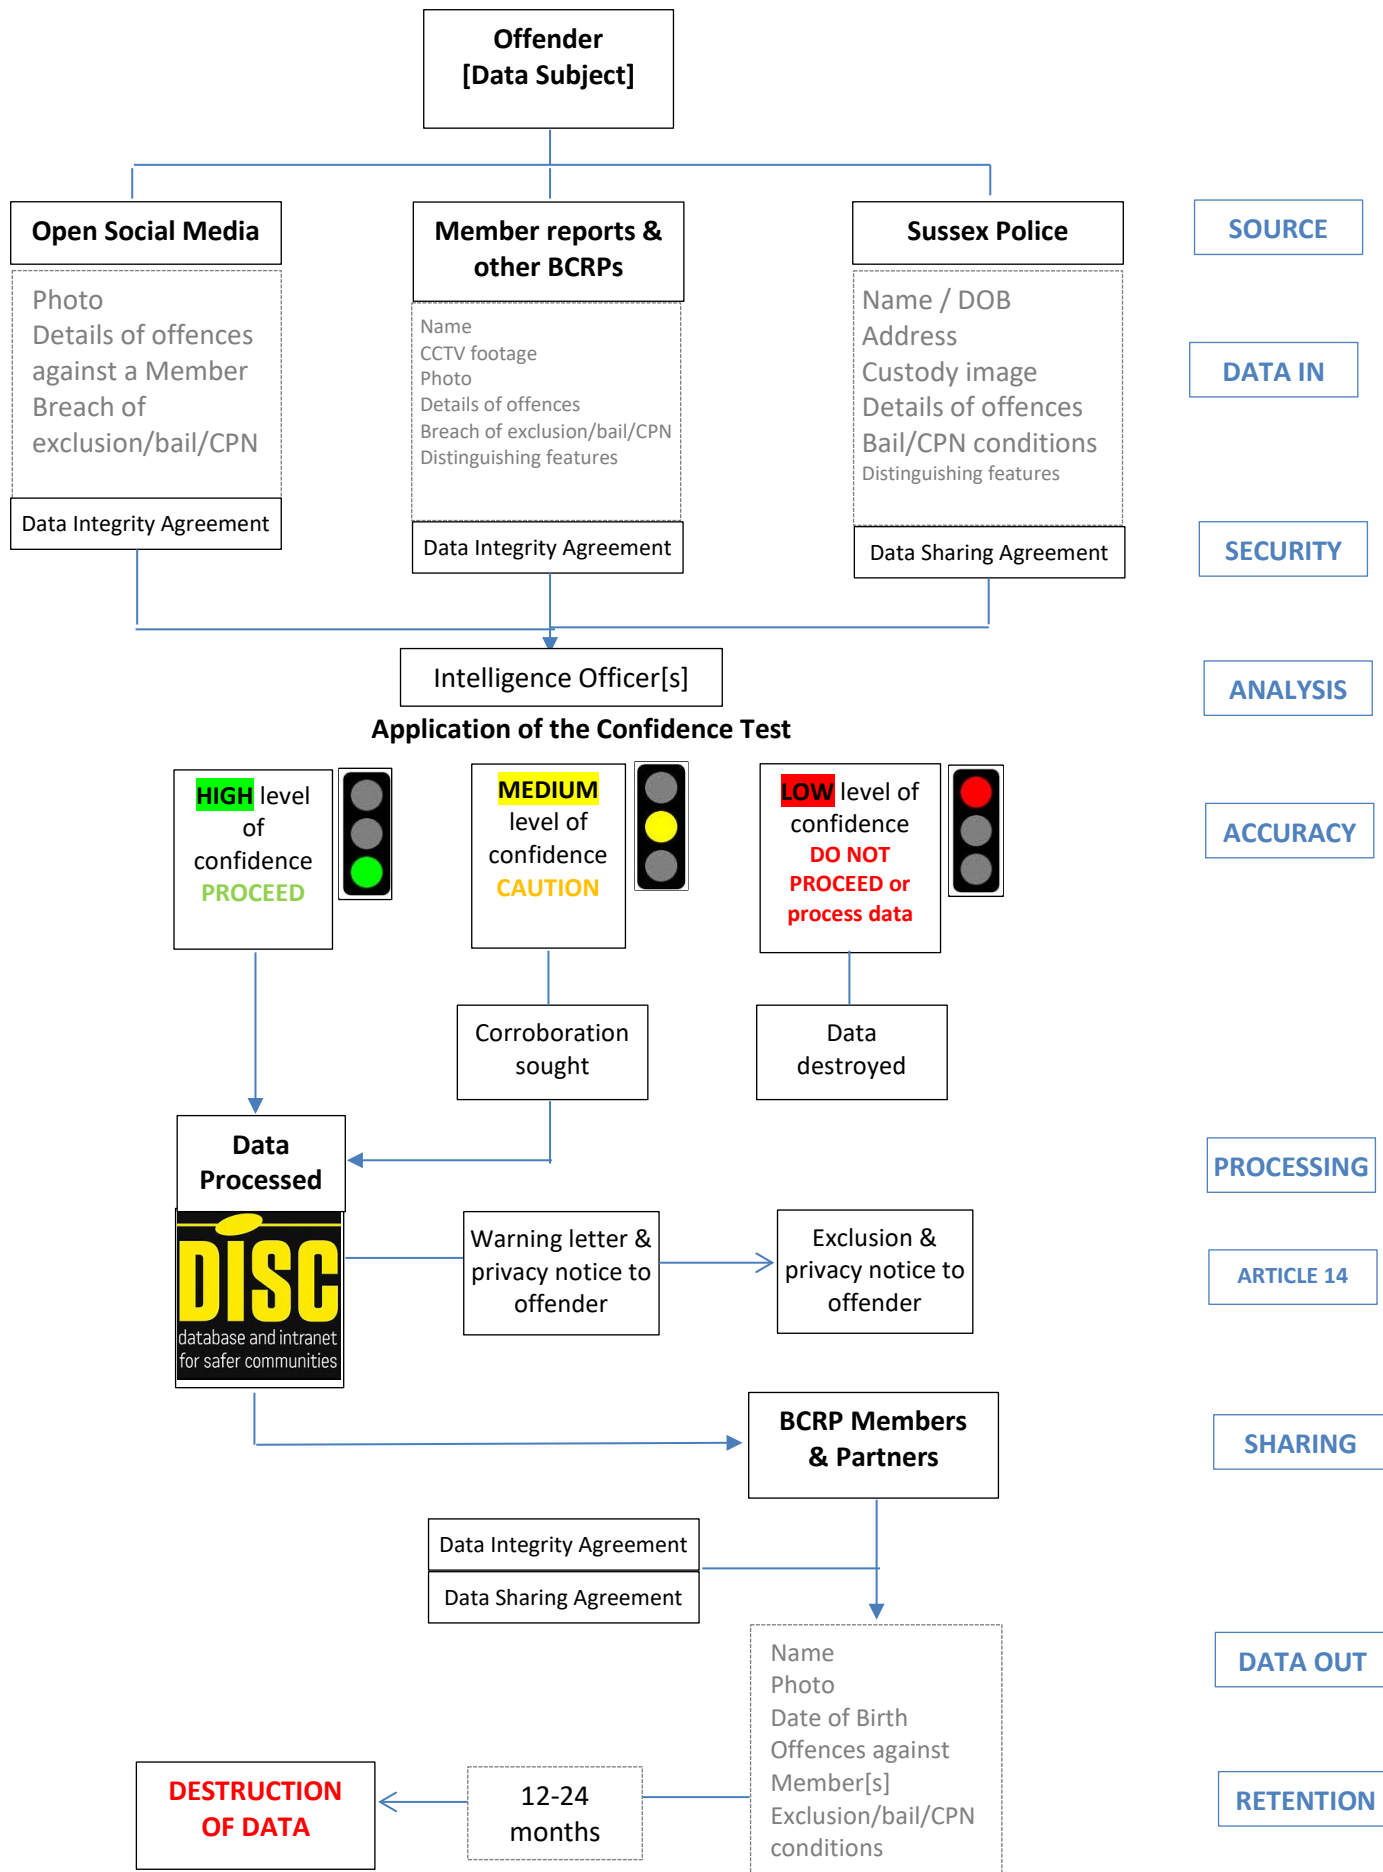 Offender
[Data Subject]
Open Social Media
Member reports &
other BCRPs
Sussex Police
SOURCE
Photo
Details of offences
against a Member
Breach of
exclusion/bail/CPN
Name
CCTV footage
Photo
Details of offences
Breach of exclusion/bail/CPN
Distinguishing features
Name / DOB
Address
Custody image
Details of offences
Bail/CPN conditions
Distinguishing features
DATA IN
Data Integrity Agreement
Data Integrity Agreement
Data Sharing Agreement
SECURITY
Intelligence Officer[s]
ANALYSIS
Application of the Confidence Test
HIGH level
of
confidence
PROCEED
MEDIUM
level of
confidence
CAUTION
LOW level of
confidence
DO NOT
PROCEED or
process data
ACCURACY
Corroboration
sought
Data
destroyed
Data
Processed
PROCESSING
DISC
database and intranet
for safer communities
Warning letter &
privacy notice to
offender
Exclusion &
privacy notice to
offender
ARTICLE 14
BCRP Members
& Partners
SHARING
Data Integrity Agreement
Data Sharing Agreement
Name
Photo
Date of Birth
Offences against
Member[s]
Exclusion/bail/CPN
conditions
DATA OUT
DESTRUCTION
OF DATA
12-24
months
RETENTION